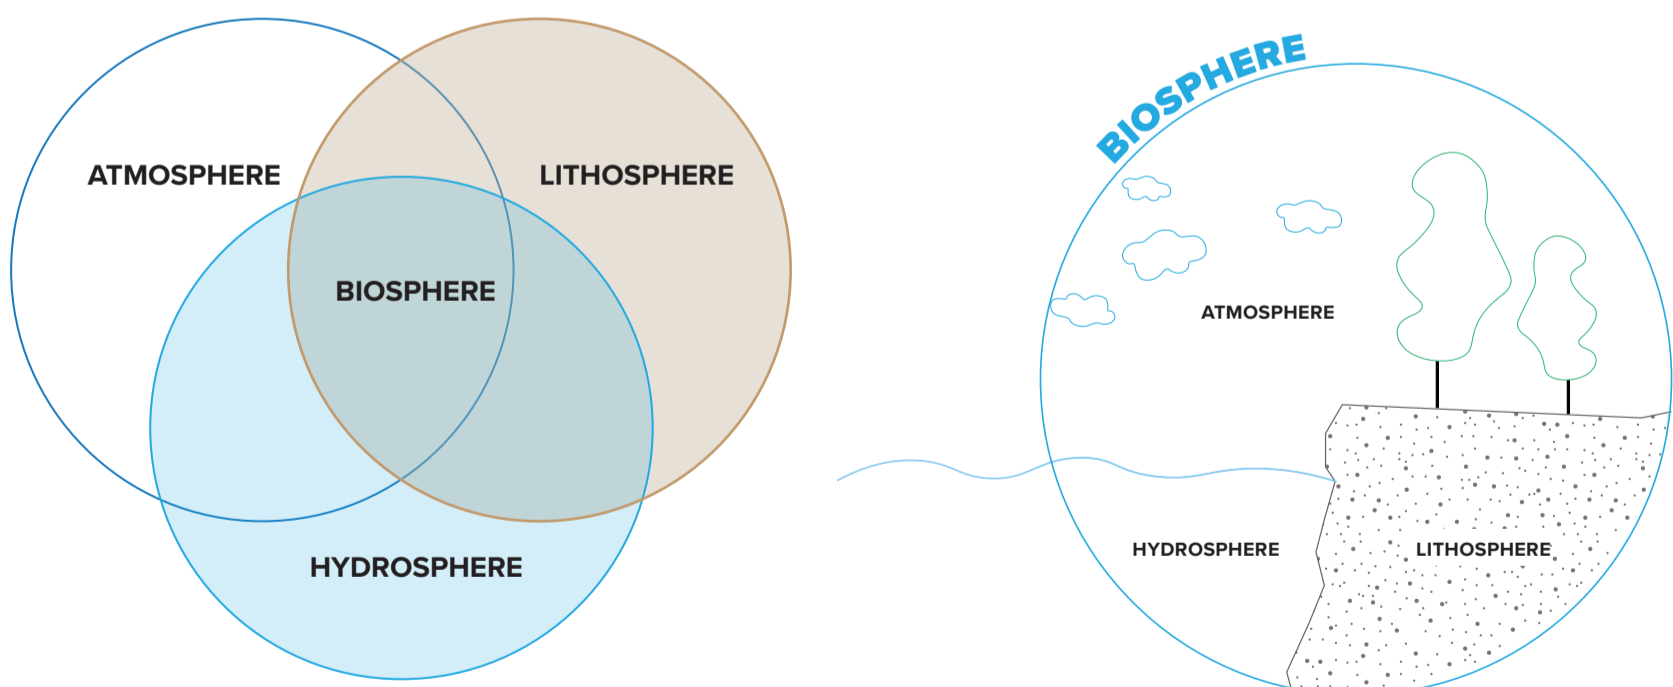 ATMOSPHERE
LITHOSPHERE
BIOSPHERE
HYDROSPHERE
BIOSPHERE
ATMOSPHERE
HYDROSPHERE
LITHOSPHERE